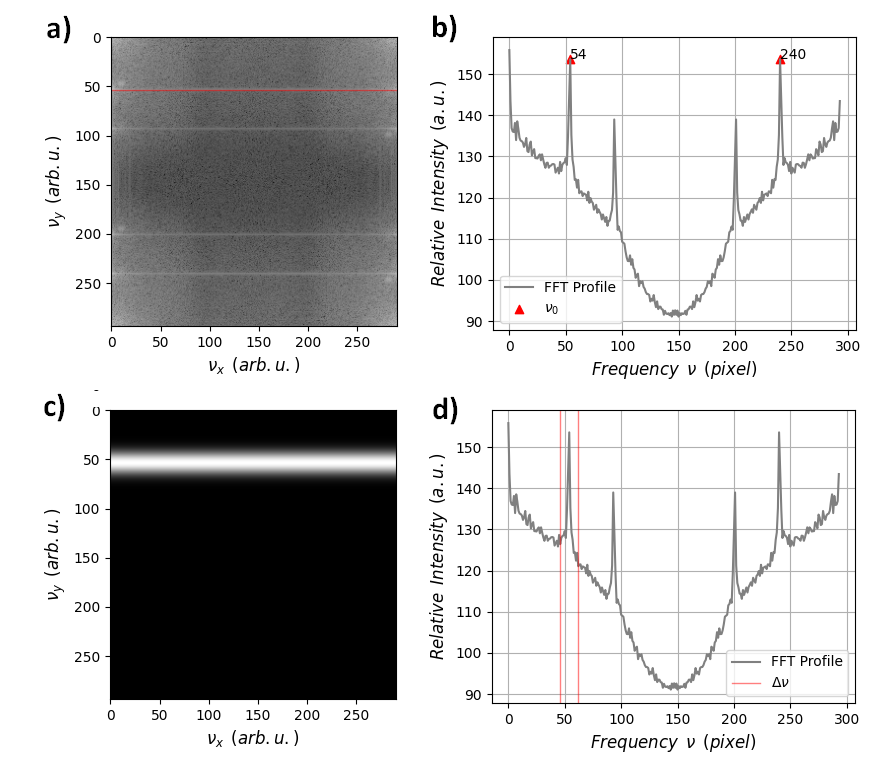 a)
0
50
100
150
200
250
ν_y (arb. u.)
0 50 100 150 200 250
ν_x (arb. u.)
b)
54
240
150
140
130
120
110
100
90
Relative Intensity (a. u.)
FFT Profile
ν_0
0 50 100 150 200 250 300
Frequency ν (pixel)
c)
0
50
100
150
200
250
ν_y (arb. u.)
0 50 100 150 200 250
ν_x (arb. u.)
d)
150
140
130
120
110
100
90
Relative Intensity (a. u.)
FFT Profile
Δν
0 50 100 150 200 250 300
Frequency ν (pixel)